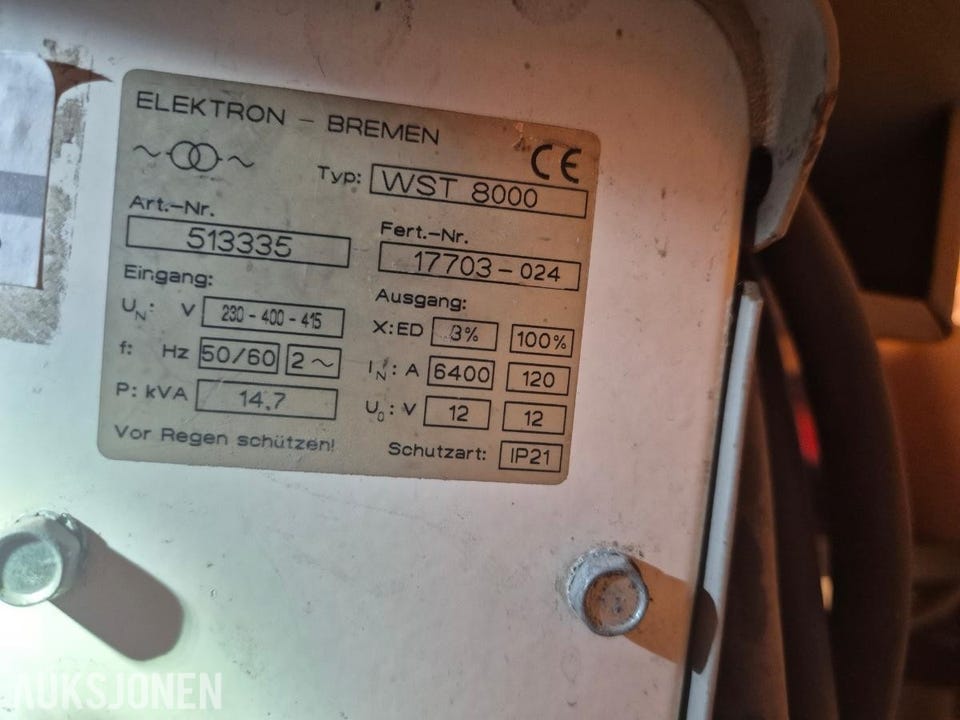 ELEKTRON - BREMEN
CE
Typ: WST 8000
Art.-Nr.
513335
Fert.-Nr.
17703-024
Eingang:
UN: V 230-400-415
f: Hz 50/60 2~
P: kVA 14,7
Vor Regen schützen!
Ausgang:
X:ED 3% 100%
IN: A 6400 120
U0: V 12 12
Schutzart: IP21
AUKSJONEN